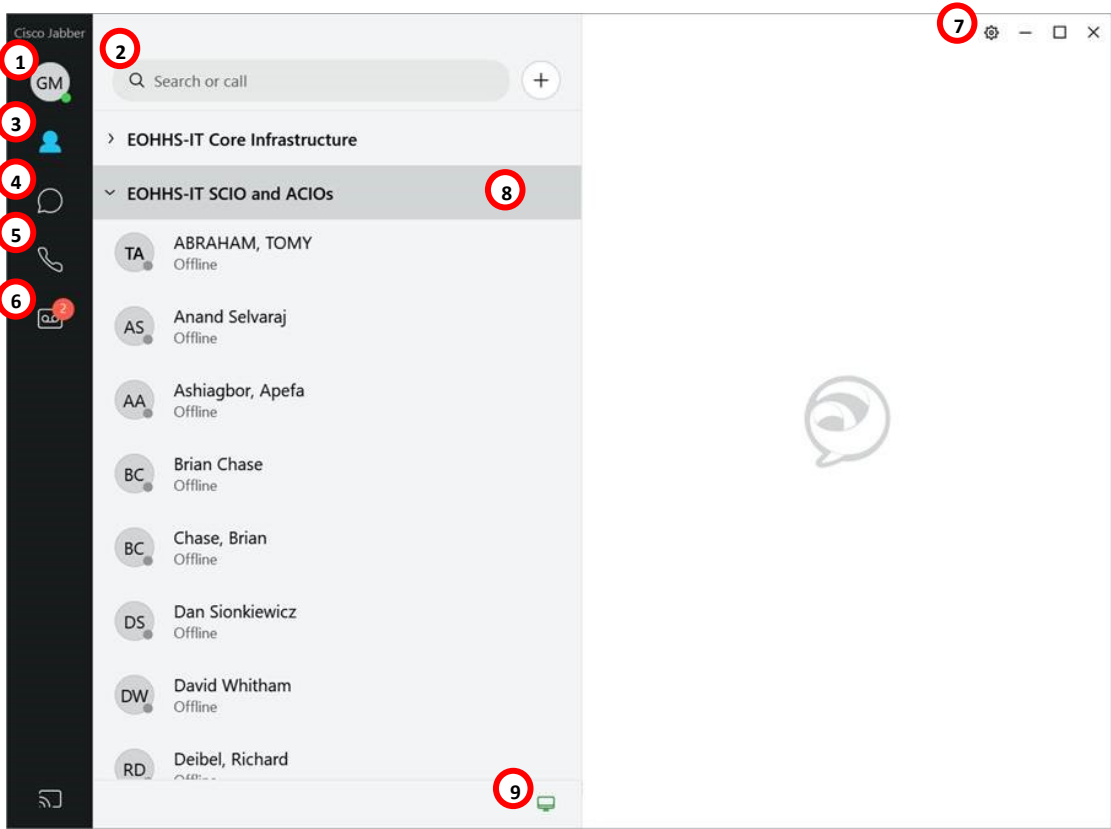 Cisco Jabber
7
2
1
GM
Search or call
3
EOHHS-IT Core Infrastructure
4
EOHHS-IT SCIO and ACIOs
8
5
TA
ABRAHAM, TOMY
Offline
6
2
AS
Anand Selvaraj
Offline
AA
Ashiagbor, Apefa
Offline
BC
Brian Chase
Offline
BC
Chase, Brian
Offline
DS
Dan Sionkiewicz
Offline
DW
David Whitham
Offline
RD
Deibel, Richard
Offline
9